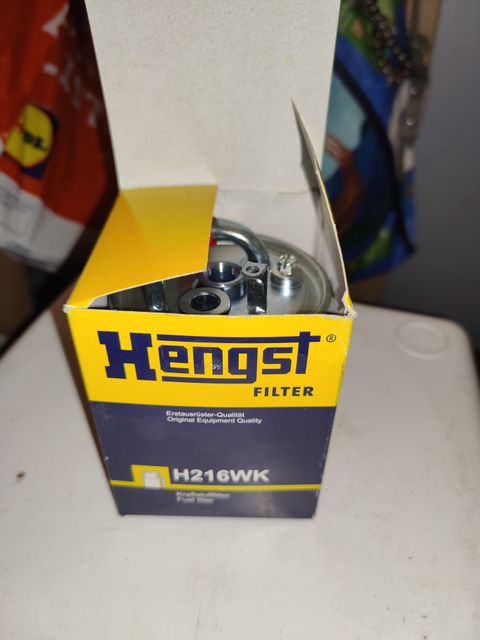 Hengst®
FILTER
Erstausrüster-Qualität
Original Equipment Quality
H216WK
Kraftstofffilter
Fuel filter